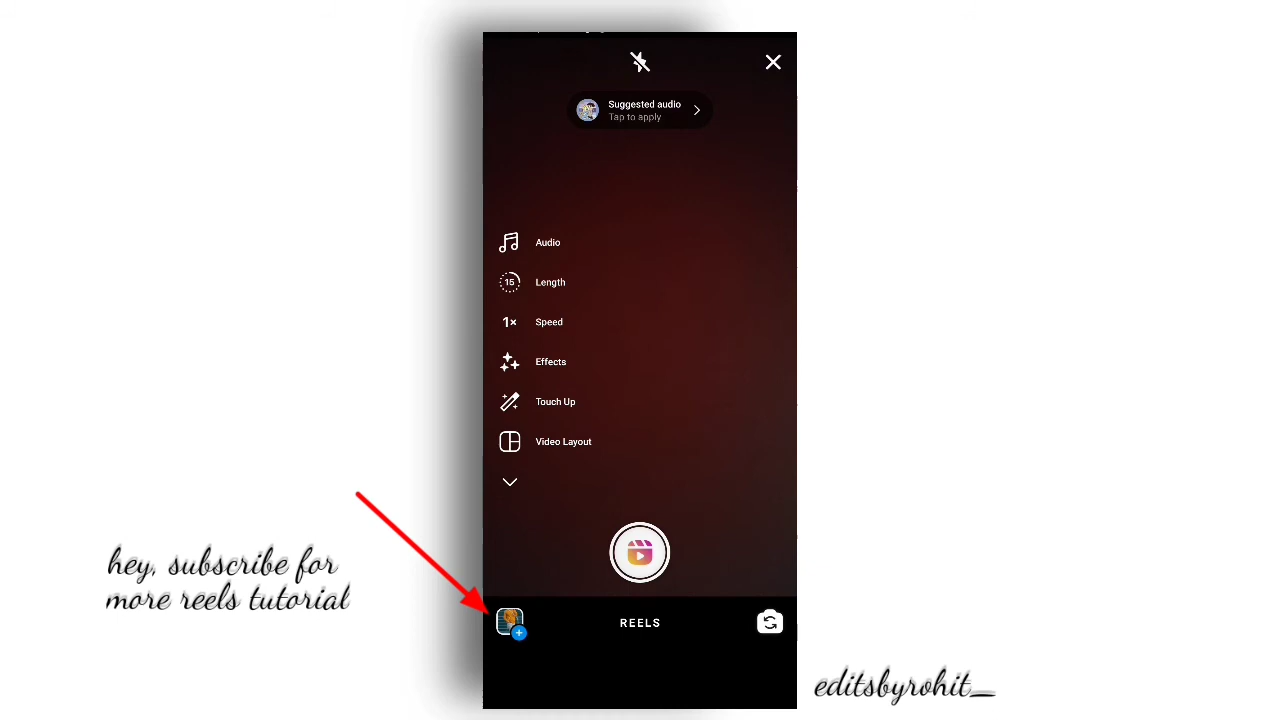 Suggested audio
Tap to apply
Audio
15
Length
1×
Speed
Effects
Touch Up
Video Layout
hey, subscribe for
more reels tutorial
REELS
editsbyrohit_